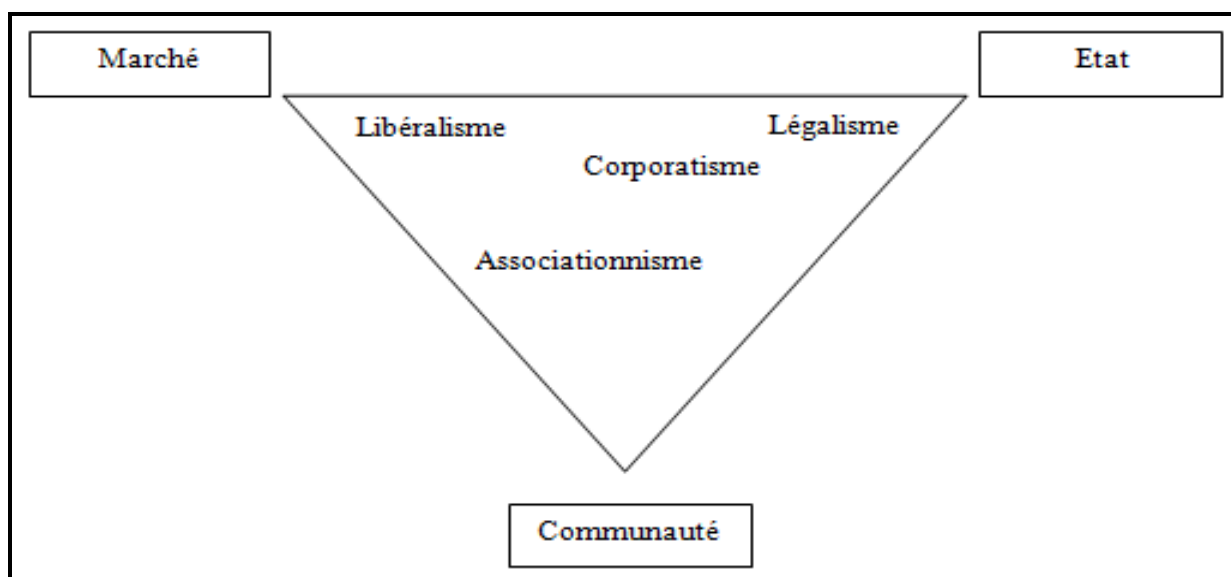 Marché
Etat
Libéralisme
Légalisme
Corporatisme
Associationnisme
Communauté